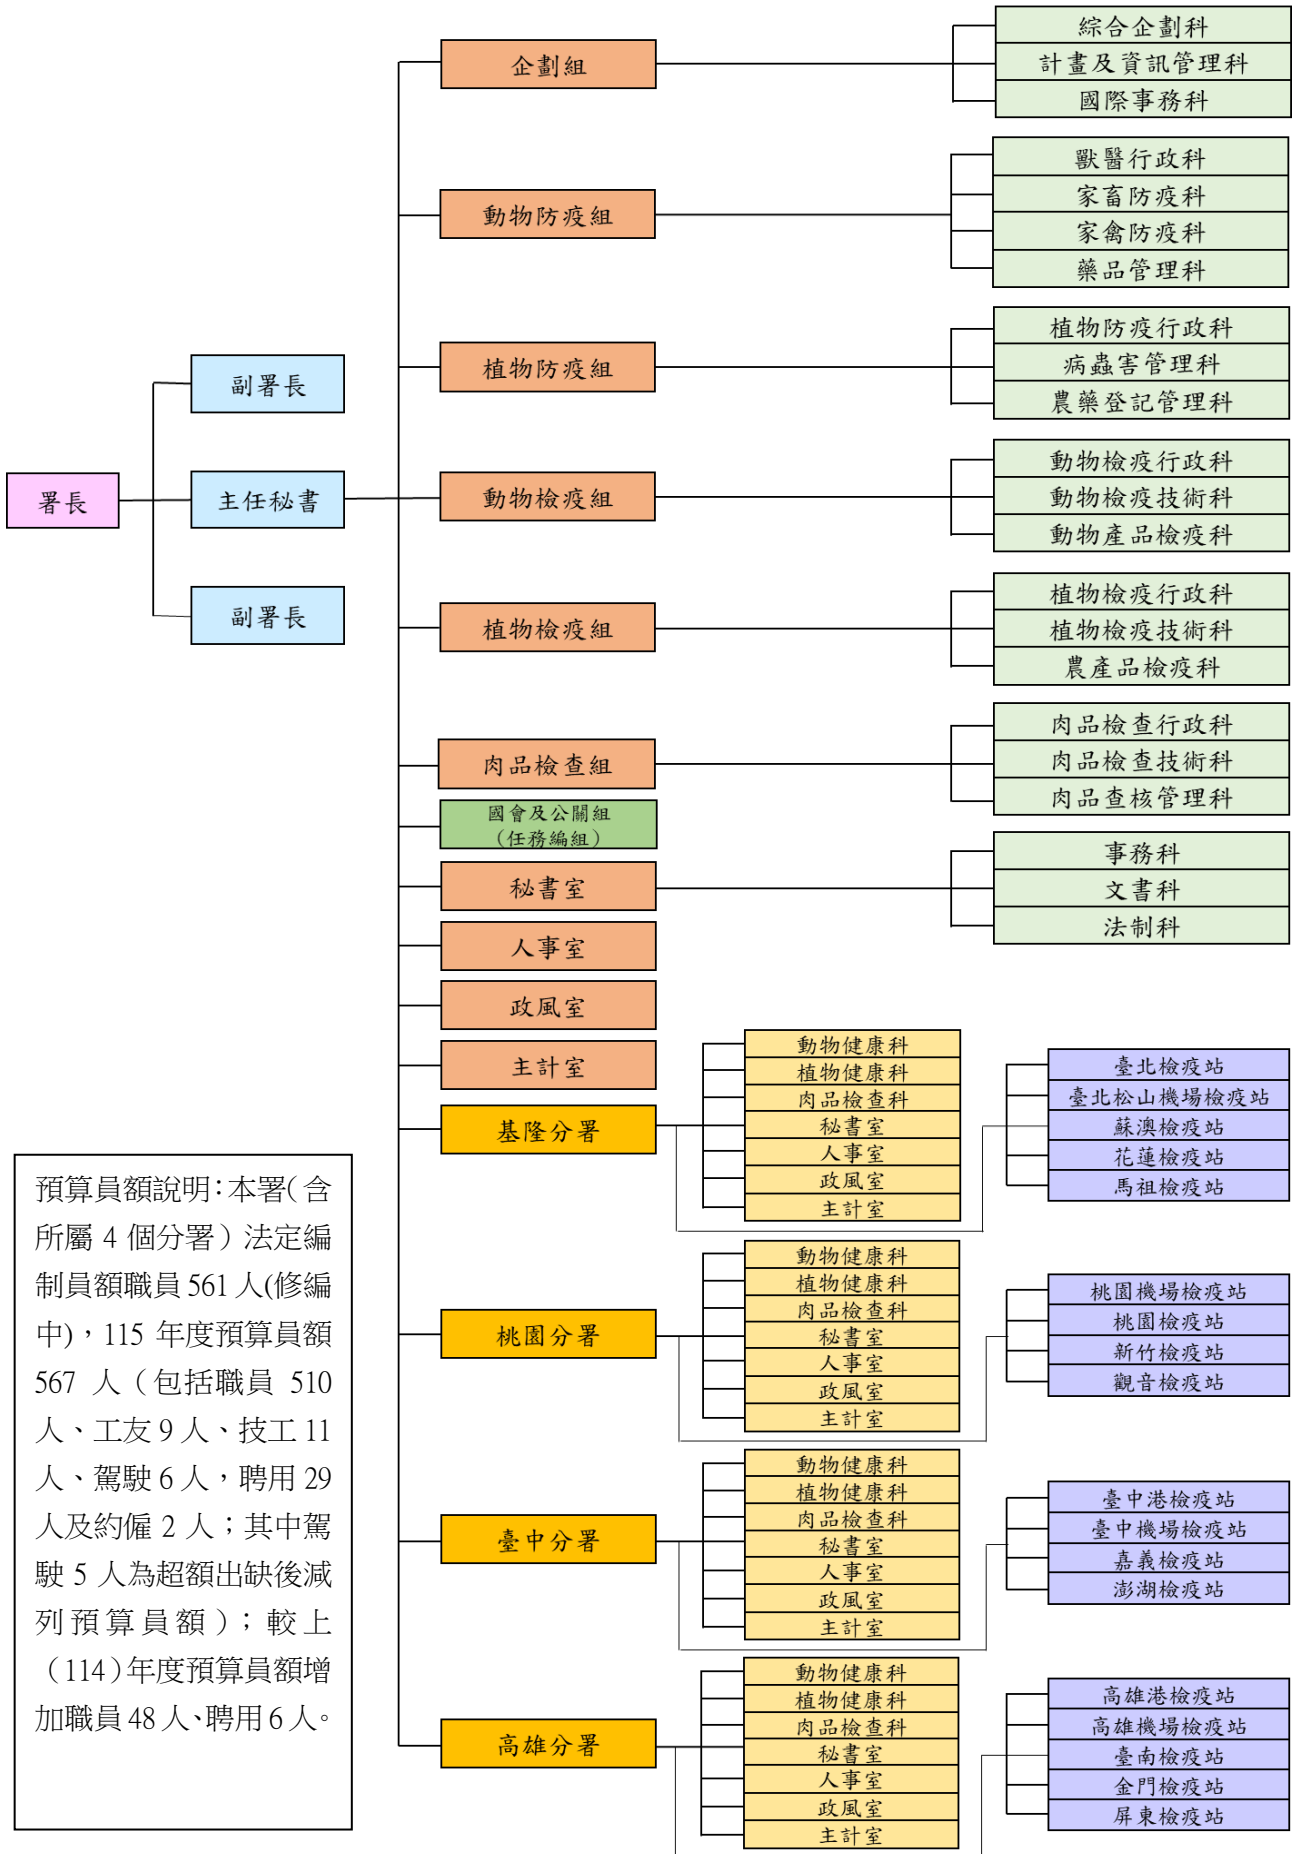 署長
副署長
主任秘書
副署長
企劃組
綜合企劃科
計畫及資訊管理科
國際事務科
動物防疫組
獸醫行政科
家畜防疫科
家禽防疫科
藥品管理科
植物防疫組
植物防疫行政科
病蟲害管理科
農藥登記管理科
動物檢疫組
動物檢疫行政科
動物檢疫技術科
動物產品檢疫科
植物檢疫組
植物檢疫行政科
植物檢疫技術科
農產品檢疫科
肉品檢查組
肉品檢查行政科
肉品檢查技術科
肉品查核管理科
國會及公關組
（任務編組）
秘書室
事務科
文書科
法制科
人事室
政風室
主計室
基隆分署
動物健康科
植物健康科
肉品檢查科
秘書室
人事室
政風室
主計室
臺北檢疫站
臺北松山機場檢疫站
蘇澳檢疫站
花蓮檢疫站
馬祖檢疫站
桃園分署
動物健康科
植物健康科
肉品檢查科
秘書室
人事室
政風室
主計室
桃園機場檢疫站
桃園檢疫站
新竹檢疫站
觀音檢疫站
臺中分署
動物健康科
植物健康科
肉品檢查科
秘書室
人事室
政風室
主計室
臺中港檢疫站
臺中機場檢疫站
嘉義檢疫站
澎湖檢疫站
高雄分署
動物健康科
植物健康科
肉品檢查科
秘書室
人事室
政風室
主計室
高雄港檢疫站
高雄機場檢疫站
臺南檢疫站
金門檢疫站
屏東檢疫站
預算員額說明：本署（含
所屬 4 個分署）法定編
制員額職員 561 人(修編
中)，115 年度預算員額
567 人（包括職員 510
人、工友 9 人、技工 11
人、駕駛 6 人，聘用 29
人及約僱 2 人；其中駕
駛 5 人為超額出缺後減
列預算員額）；較上
（114）年度預算員額增
加職員 48 人、聘用 6 人。